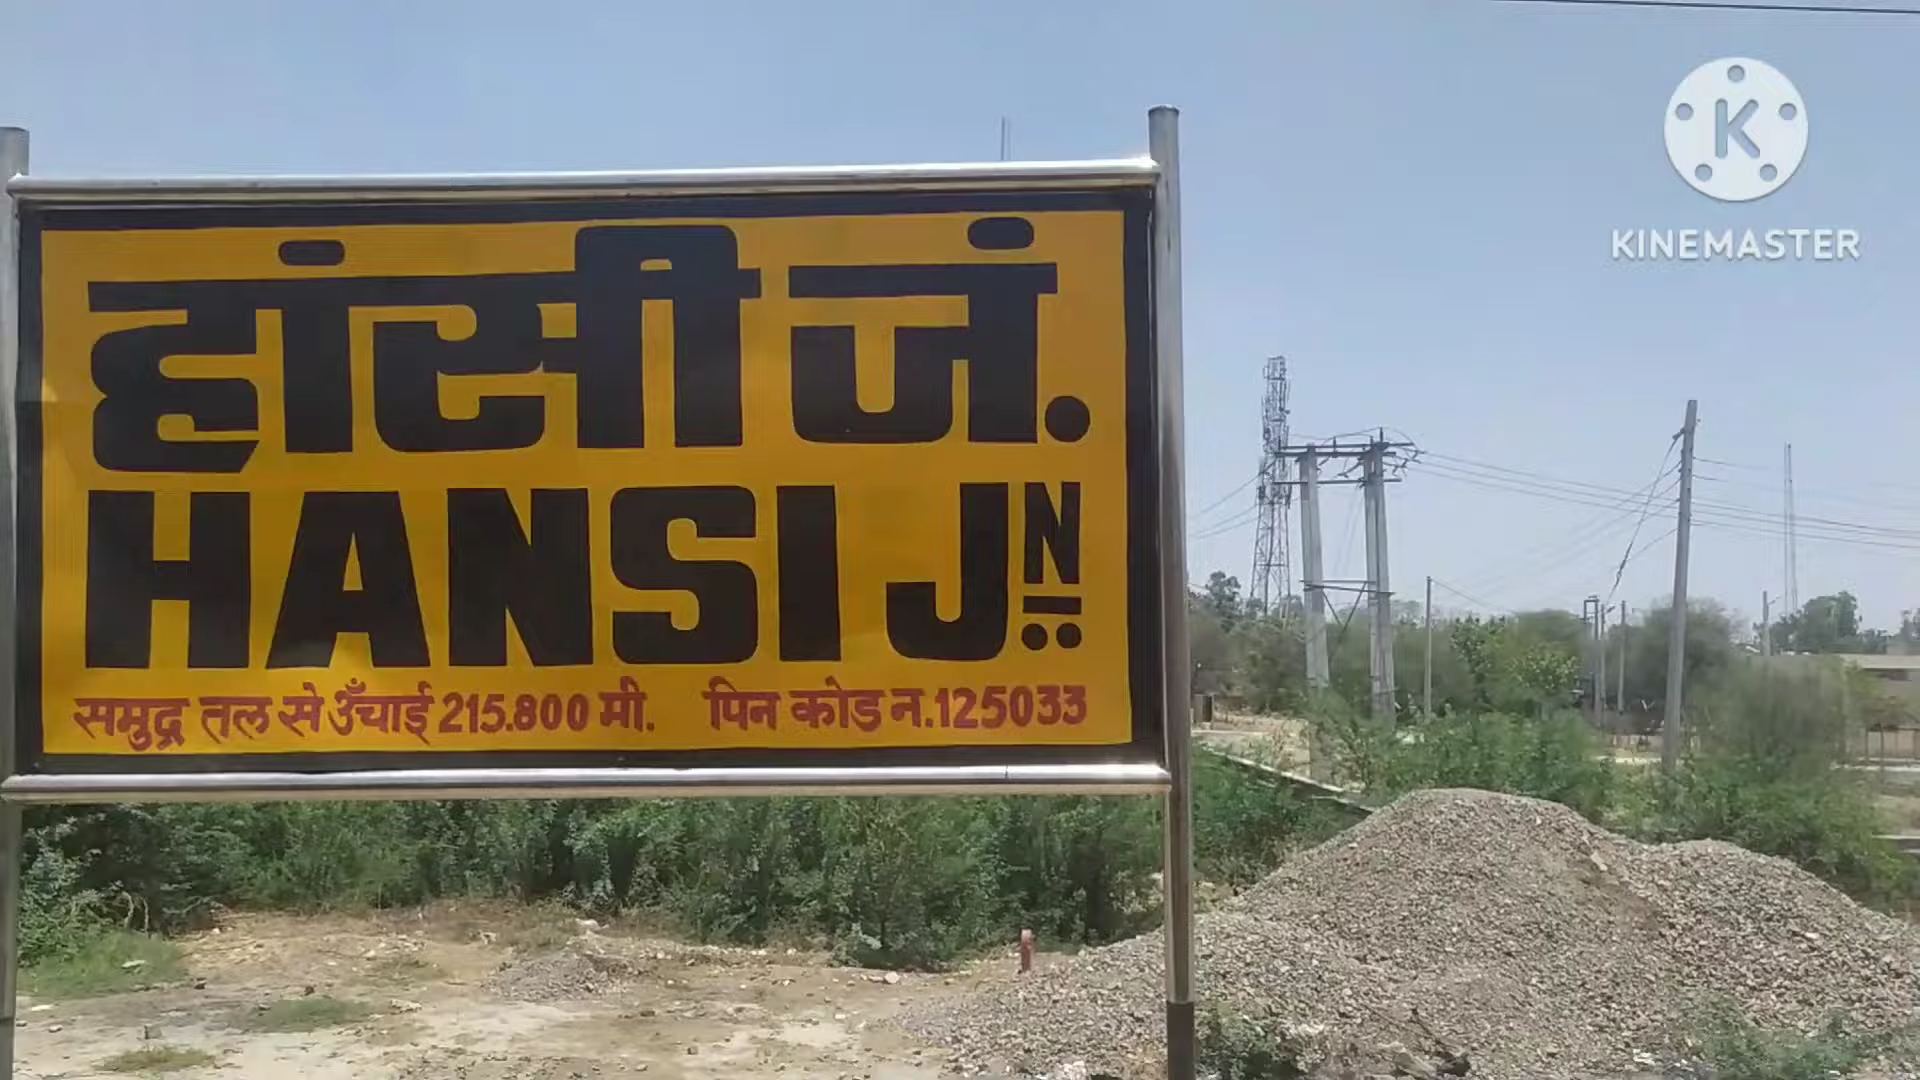 हांसी जं.
HANSI JN
समुद्र तल से ऊँचाई 215.800 मी. पिन कोड न.125033
K
KINEMASTER